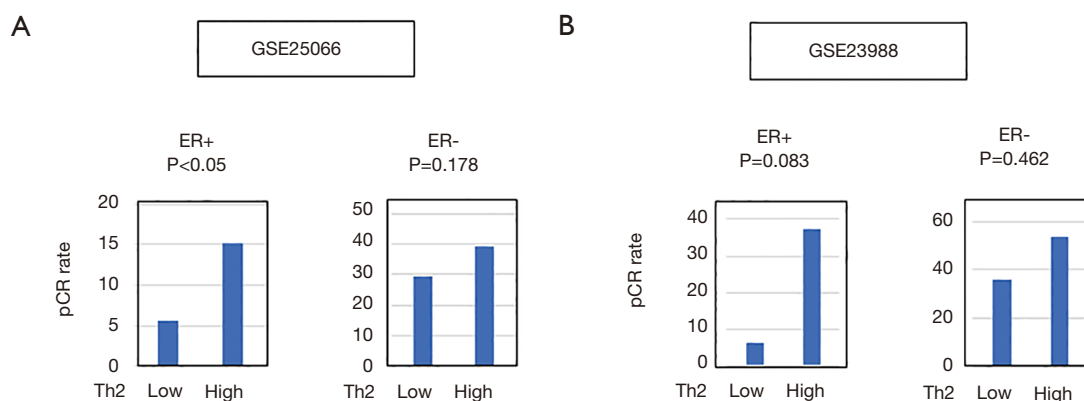 A
GSE25066
ER+
P<0.05
pCR rate
20
15
10
5
0
Th2 Low High
ER-
P=0.178
50
40
30
20
10
0
Low High
B
GSE23988
ER+
P=0.083
pCR rate
40
30
20
10
0
Th2 Low High
ER-
P=0.462
60
40
20
0
Th2 Low High